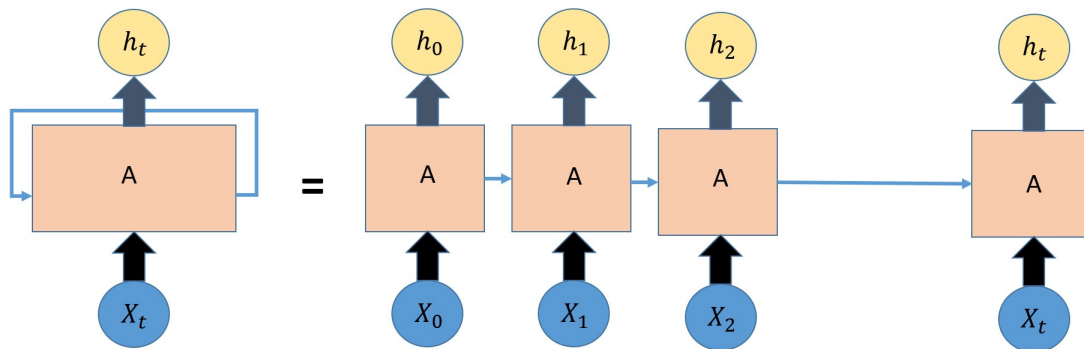 h_t h_0 h_1 h_2 h_t
A = A A A A
X_t X_0 X_1 X_2 X_t